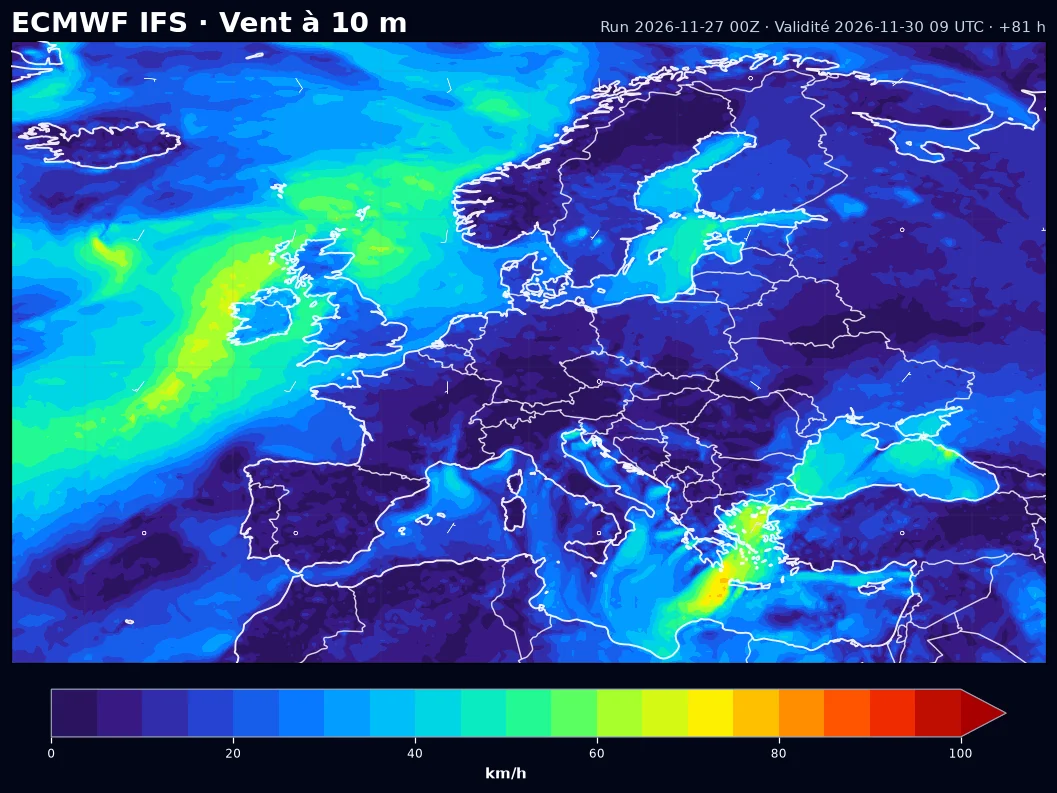 ECMWF IFS · Vent à 10 m
Run 2026-11-27 00Z · Validité 2026-11-30 09 UTC · +81 h
0 20 40 60 80 100
km/h